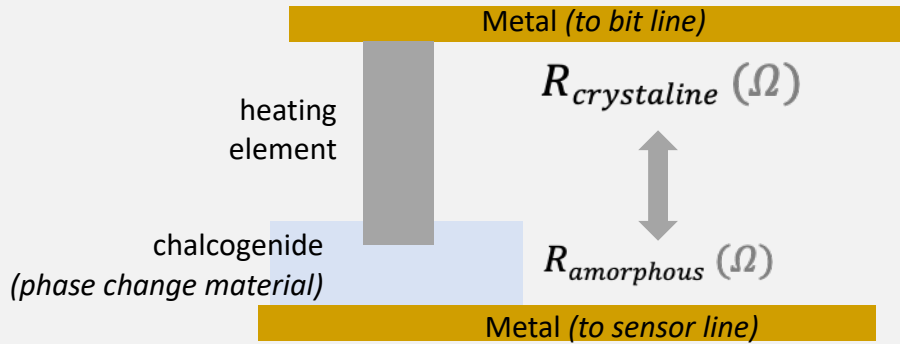 Metal (to bit line)
heating
element
R_crystaline (Ω)
chalcogenide
(phase change material)
R_amorphous (Ω)
Metal (to sensor line)